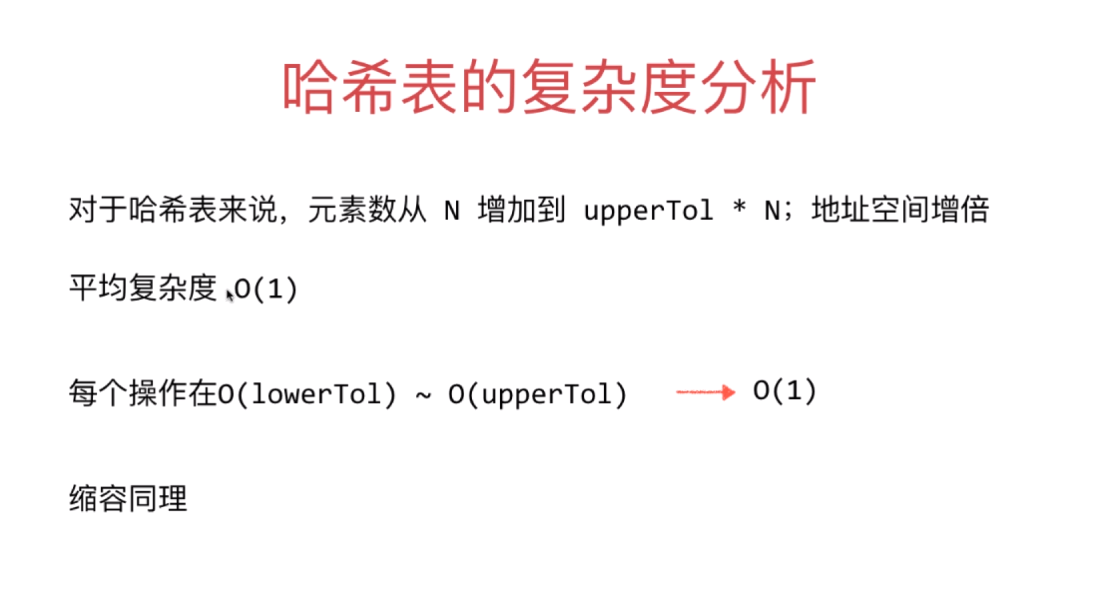 哈希表的复杂度分析
对于哈希表来说，元素数从 N 增加到 upperTol * N；地址空间增倍
平均复杂度 O(1)
每个操作在O(lowerTol) ~ O(upperTol) O(1)
缩容同理